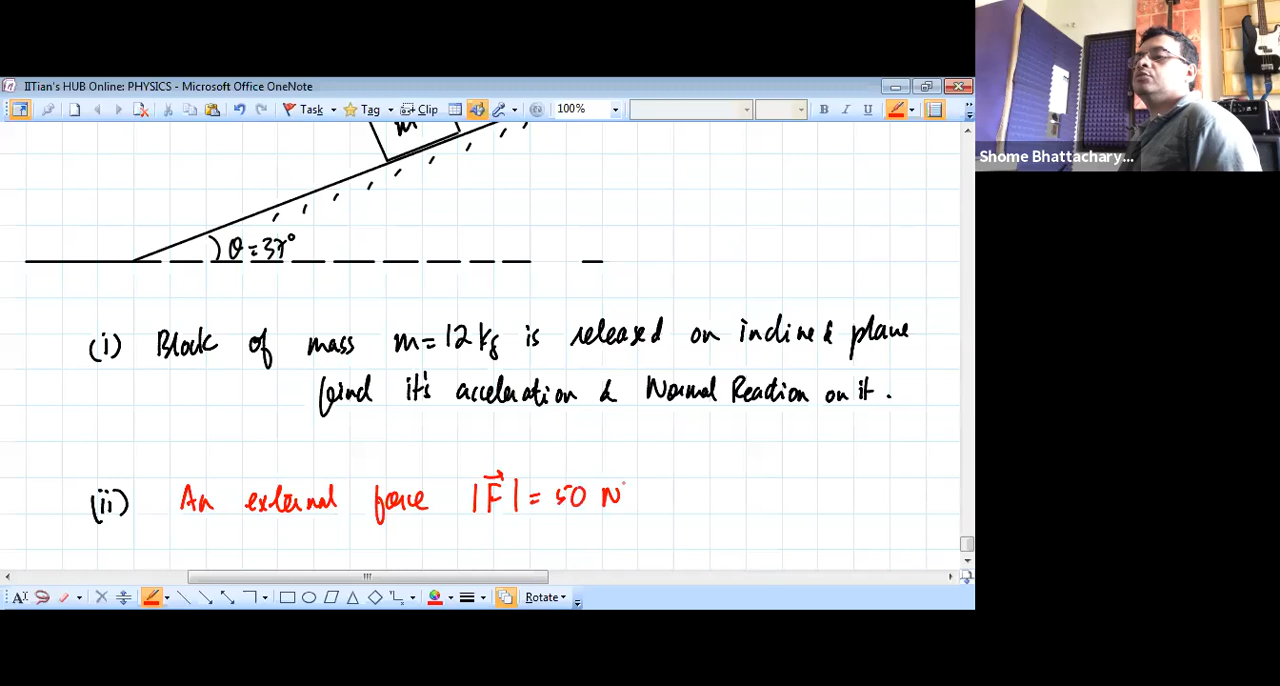 IITian's HUB Online: PHYSICS - Microsoft Office OneNote
Task Tag Clip 100% B I U
m
θ = 37°
(i) Block of mass m = 12 kg is released on inclined plane
find it's acceleration & Normal Reaction on it.
(ii) An external force |F⃗| = 50 N
Rotate
Shome Bhattachary...